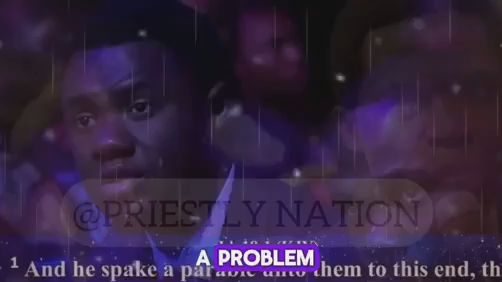 @PRIESTLY NATION
A PROBLEM
1 And he spake a parable unto them to this end, th